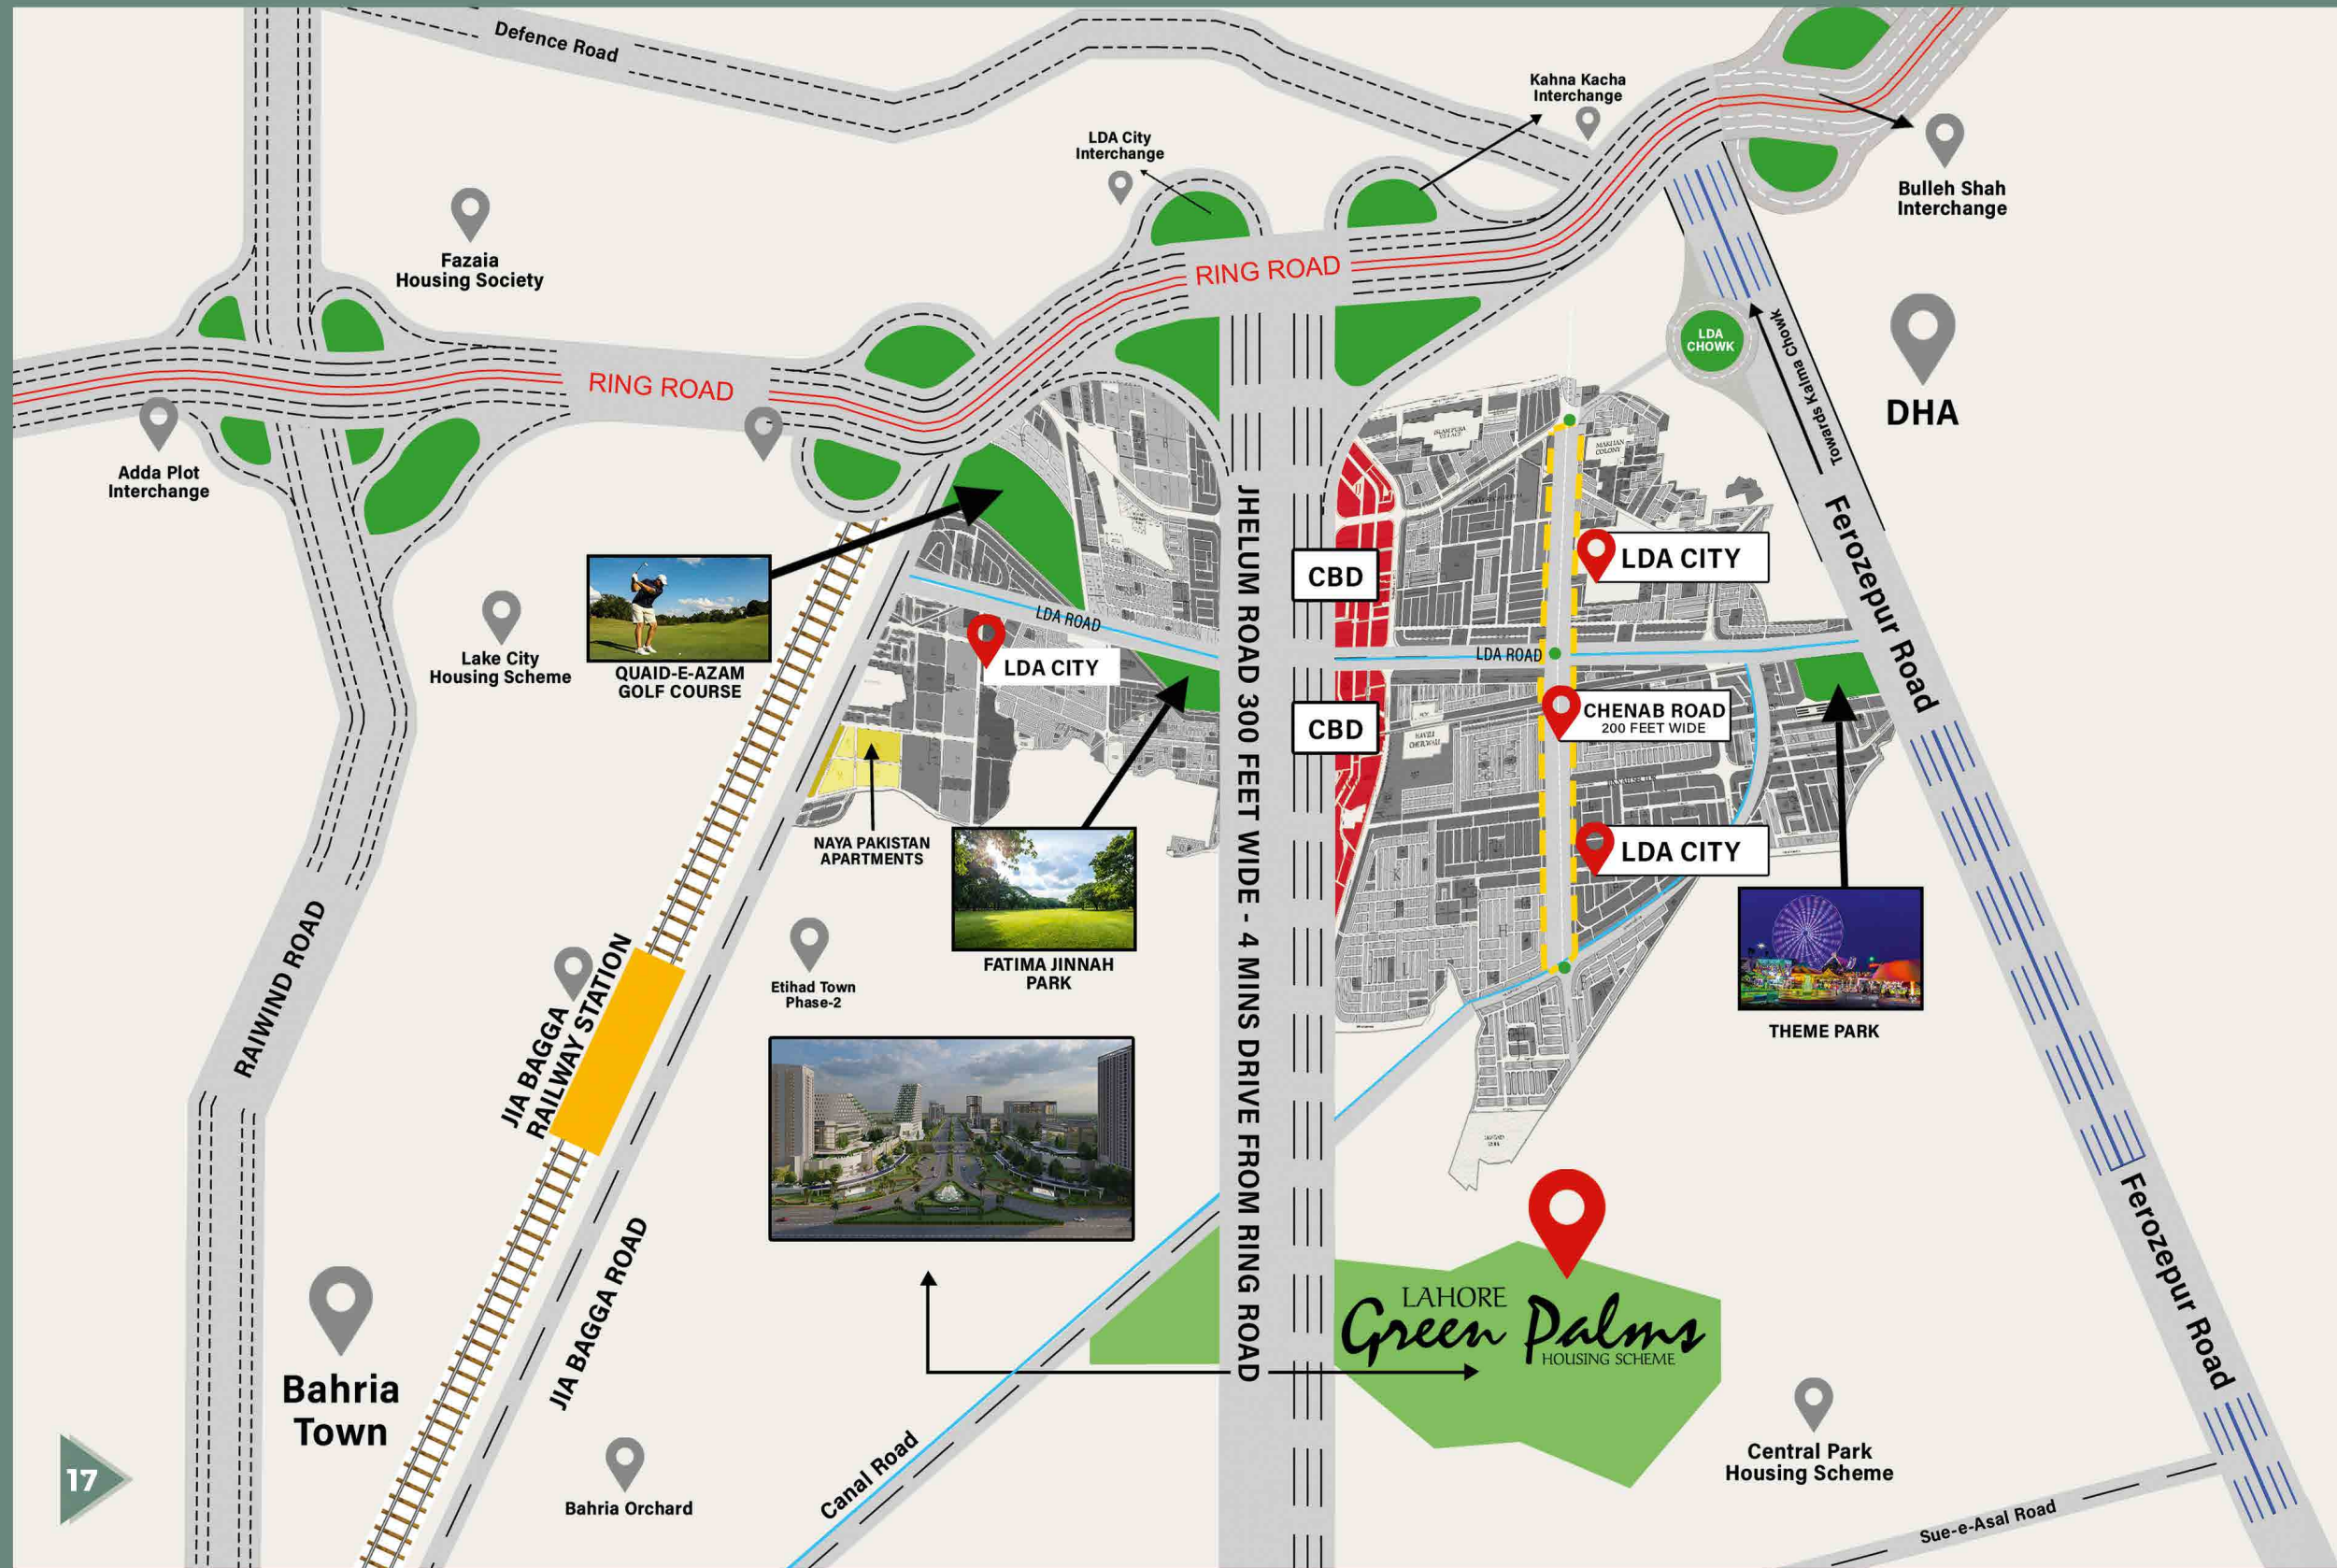 Defence Road
Kahna Kacha
Interchange
LDA City
Interchange
Bulleh Shah
Interchange
Fazaia
Housing Society
RING ROAD
RING ROAD
LDA
CHOWK
Towards Kalma Chowk
DHA
Adda Plot
Interchange
ISLAM PURA
VILLAGE
MAKHAN
COLONY
Ferozepur Road
JHELUM ROAD 300 FEET WIDE - 4 MINS DRIVE FROM RING ROAD
CBD
LDA CITY
LDA ROAD
LDA CITY
LDA ROAD
Lake City
Housing Scheme
QUAID-E-AZAM
GOLF COURSE
CBD
CHENAB ROAD
200 FEET WIDE
NAYA PAKISTAN
APARTMENTS
LDA CITY
FATIMA JINNAH
PARK
Etihad Town
Phase-2
THEME PARK
RAIWIND ROAD
JIA BAGGA
RAILWAY STATION
JIA BAGGA ROAD
Ferozepur Road
LAHORE
Green Palms
HOUSING SCHEME
Bahria
Town
Canal Road
Central Park
Housing Scheme
Bahria Orchard
Sue-e-Asal Road
17